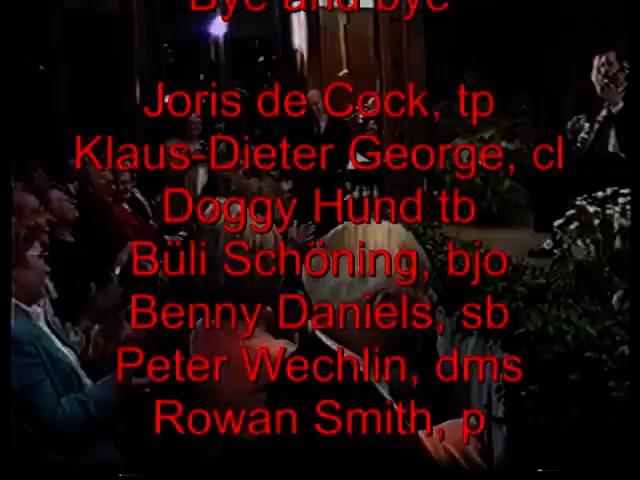 Bye and bye
Joris de Cock, tp
Klaus-Dieter George, cl
Doggy Hund tb
Büli Schöning, bjo
Benny Daniels, sb
Peter Wechlin, dms
Rowan Smith, p